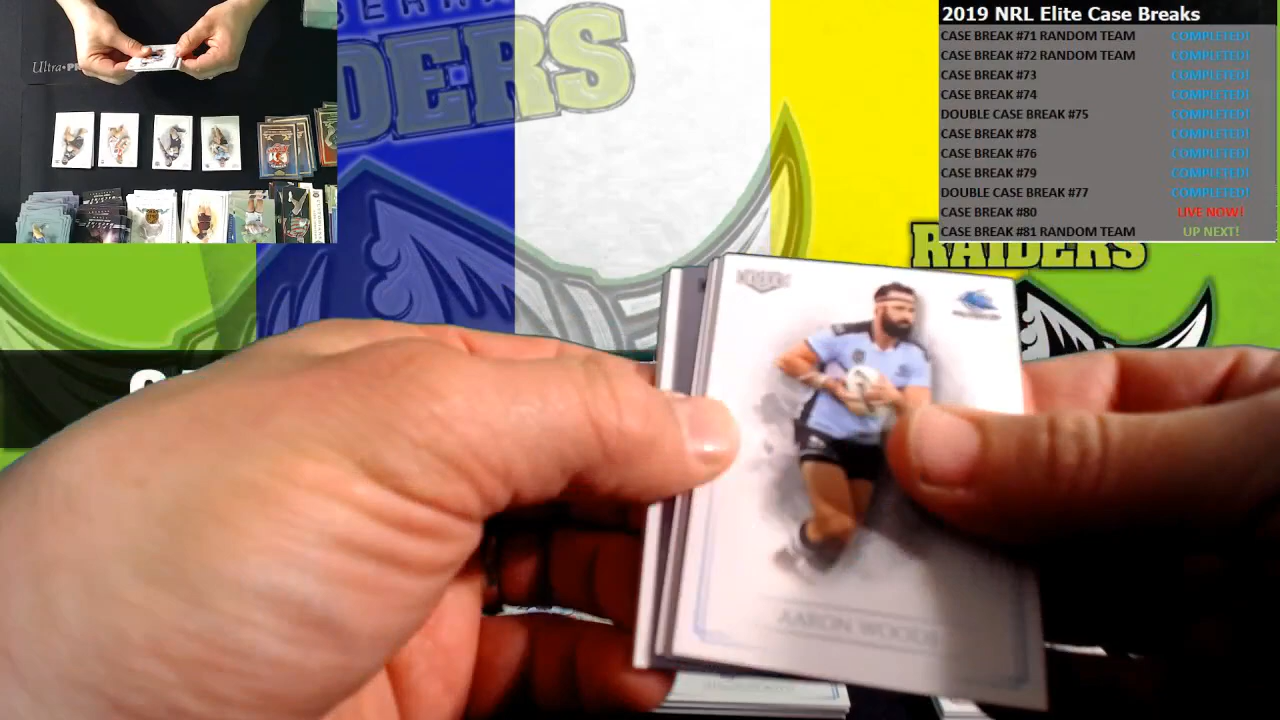 2019 NRL Elite Case Breaks
CASE BREAK #71 RANDOM TEAM COMPLETED!
CASE BREAK #72 RANDOM TEAM COMPLETED!
CASE BREAK #73 COMPLETED!
CASE BREAK #74 COMPLETED!
DOUBLE CASE BREAK #75 COMPLETED!
CASE BREAK #78 COMPLETED!
CASE BREAK #76 COMPLETED!
CASE BREAK #79 COMPLETED!
DOUBLE CASE BREAK #77 COMPLETED!
CASE BREAK #80 LIVE NOW!
CASE BREAK #81 RANDOM TEAM UP NEXT!
RAIDERS
DERS
Ultra
AARON WOODS